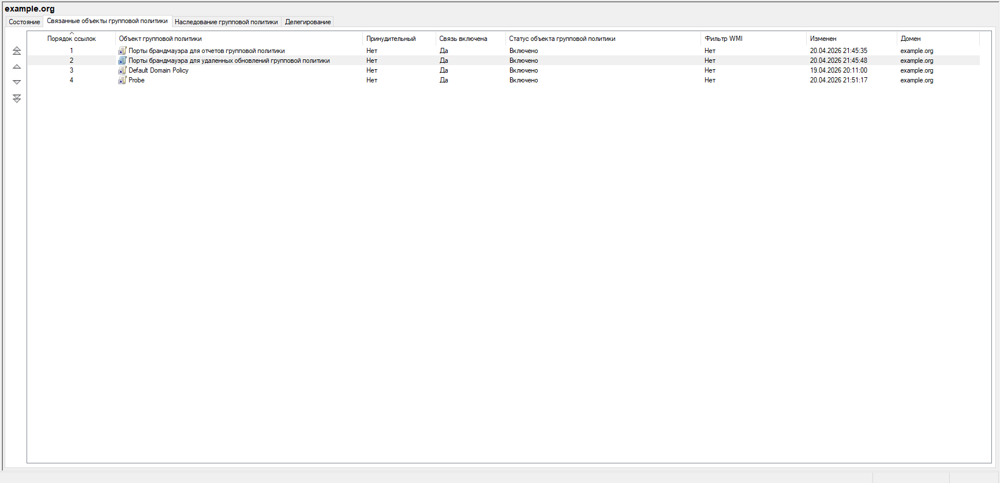 example.org
Состояние Связанные объекты групповой политики Наследование групповой политики Делегирование
Порядок ссылок Объект групповой политики Принудительный Связь включена Статус объекта групповой политики Фильтр WMI Изменен Домен
1 Порты брандмауэра для отчетов групповой политики Нет Да Включено Нет 20.04.2026 21:45:35 example.org
2 Порты брандмауэра для удаленных обновлений групповой политики Нет Да Включено Нет 20.04.2026 21:45:48 example.org
3 Default Domain Policy Нет Да Включено Нет 19.04.2026 20:11:00 example.org
4 Probe Нет Да Включено Нет 20.04.2026 21:51:17 example.org